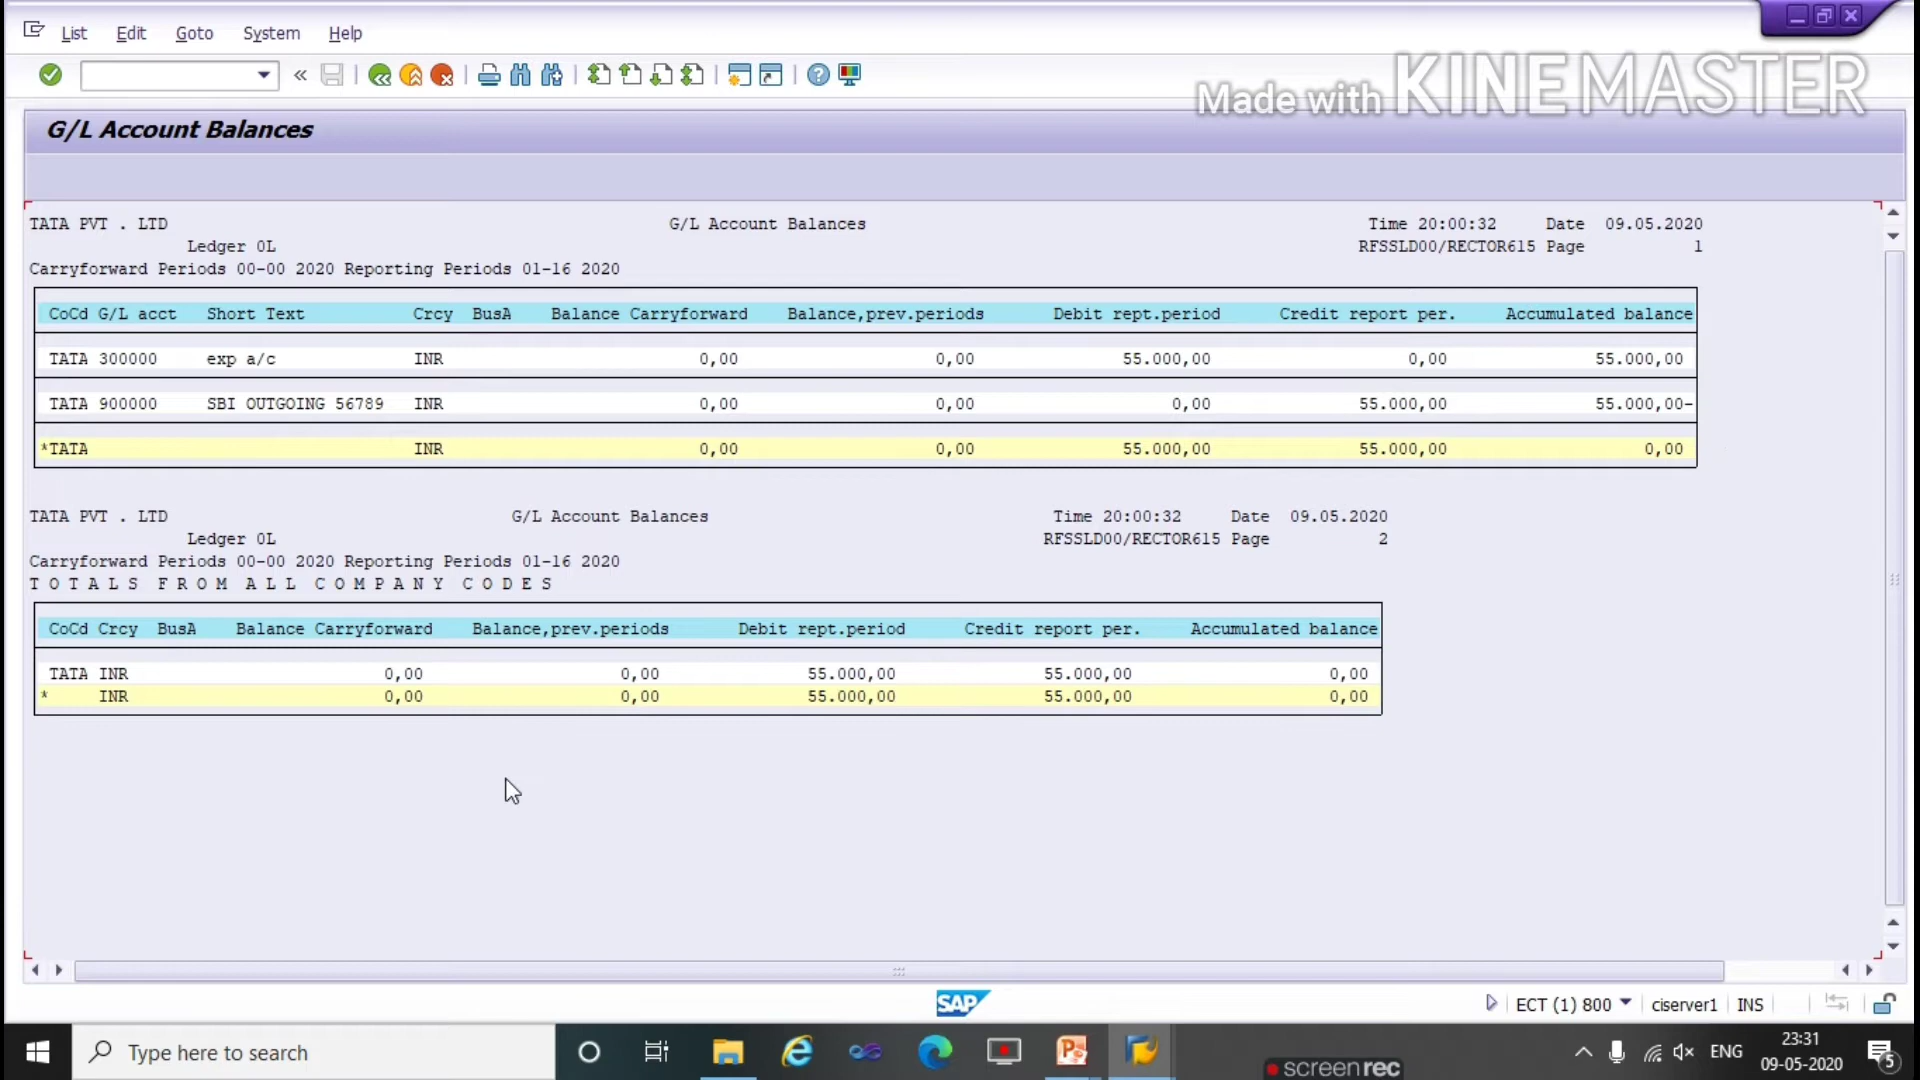 List Edit Goto System Help
Made with KINEMASTER
G/L Account Balances
TATA PVT . LTD G/L Account Balances Time 20:00:32 Date 09.05.2020
Ledger 0L RFSSLD00/RECTOR615 Page 1
Carryforward Periods 00-00 2020 Reporting Periods 01-16 2020
CoCd G/L acct Short Text Crcy BusA Balance Carryforward Balance,prev.periods Debit rept.period Credit report per. Accumulated balance
TATA 300000 exp a/c INR 0,00 0,00 55.000,00 0,00 55.000,00
TATA 900000 SBI OUTGOING 56789 INR 0,00 0,00 0,00 55.000,00 55.000,00-
*TATA INR 0,00 0,00 55.000,00 55.000,00 0,00
TATA PVT . LTD G/L Account Balances Time 20:00:32 Date 09.05.2020
Ledger 0L RFSSLD00/RECTOR615 Page 2
Carryforward Periods 00-00 2020 Reporting Periods 01-16 2020
T O T A L S F R O M A L L C O M P A N Y C O D E S
CoCd Crcy BusA Balance Carryforward Balance,prev.periods Debit rept.period Credit report per. Accumulated balance
TATA INR 0,00 0,00 55.000,00 55.000,00 0,00
* INR 0,00 0,00 55.000,00 55.000,00 0,00
SAP ECT (1) 800 ciserver1 INS
Type here to search ENG 23:31
09-05-2020 5
screenrec